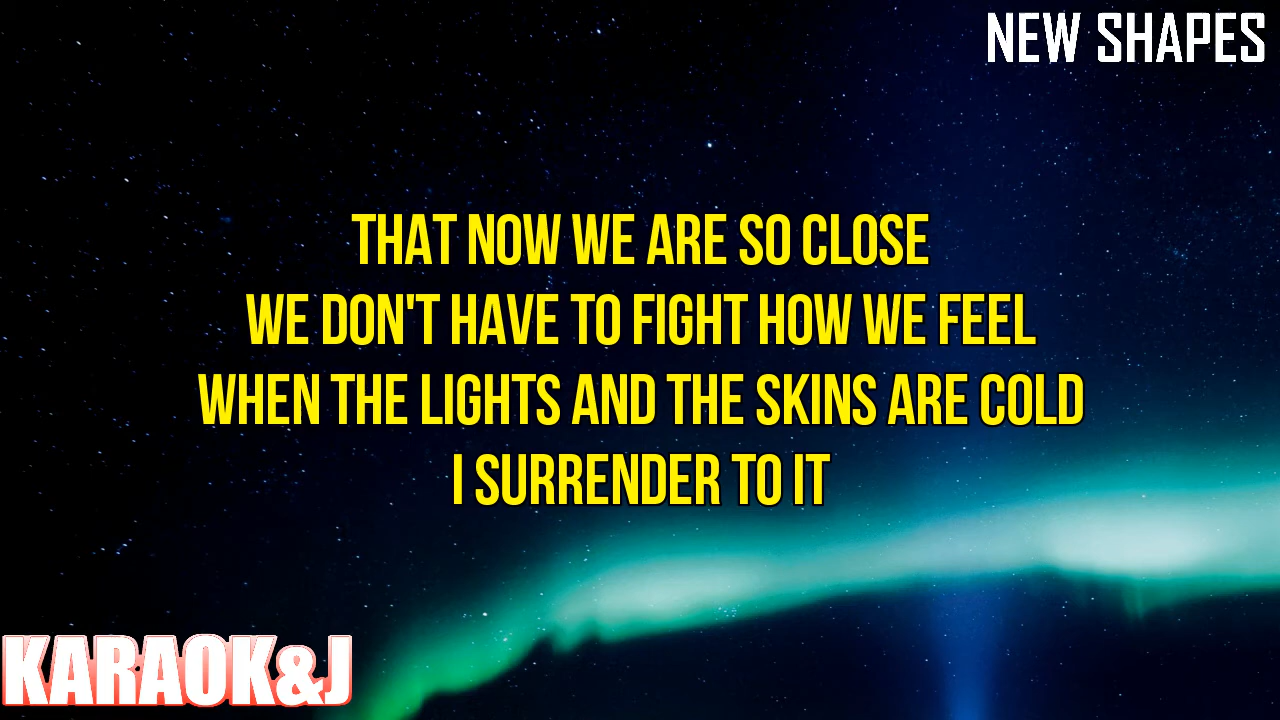 NEW SHAPES
THAT NOW WE ARE SO CLOSE
WE DON'T HAVE TO FIGHT HOW WE FEEL
WHEN THE LIGHTS AND THE SKINS ARE COLD
I SURRENDER TO IT
KARAOK&J